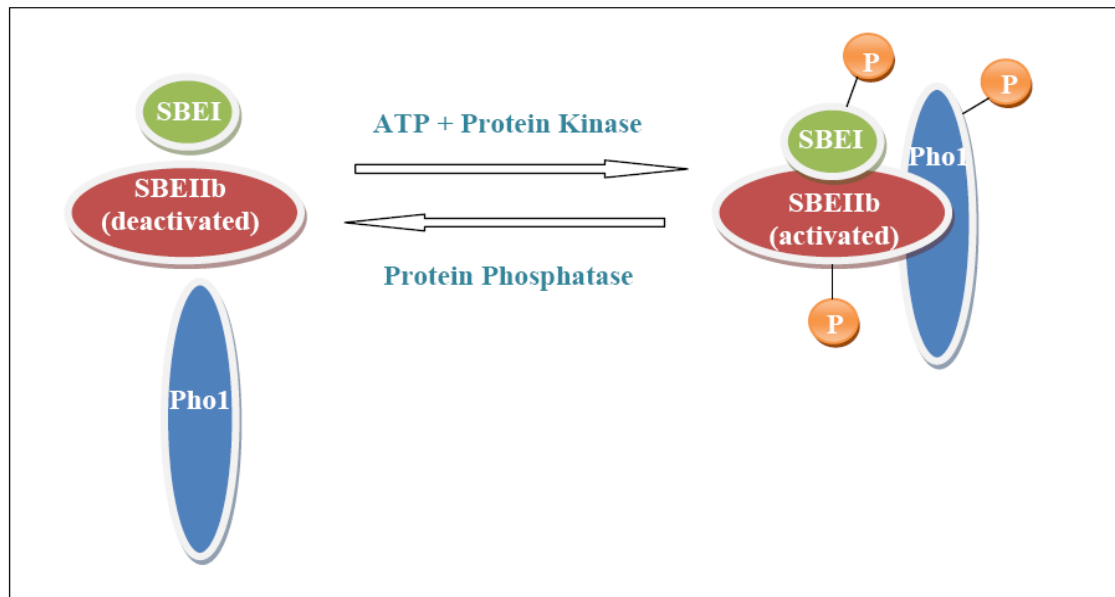 SBEI
SBEIIb
(deactivated)
Pho1
ATP + Protein Kinase
Protein Phosphatase
P
P
SBEI
Pho1
SBEIIb
(activated)
P